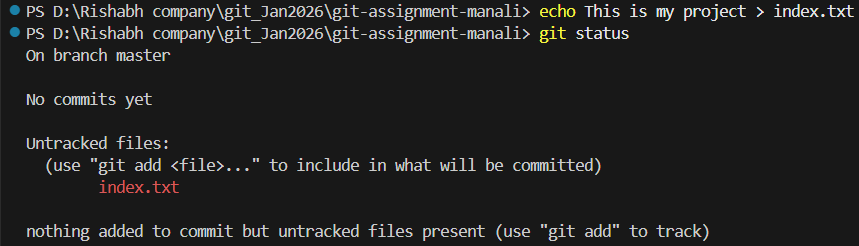 PS D:\Rishabh company\git_Jan2026\git-assignment-manali> echo This is my project > index.txt
PS D:\Rishabh company\git_Jan2026\git-assignment-manali> git status
On branch master
No commits yet
Untracked files:
(use "git add <file>..." to include in what will be committed)
index.txt
nothing added to commit but untracked files present (use "git add" to track)